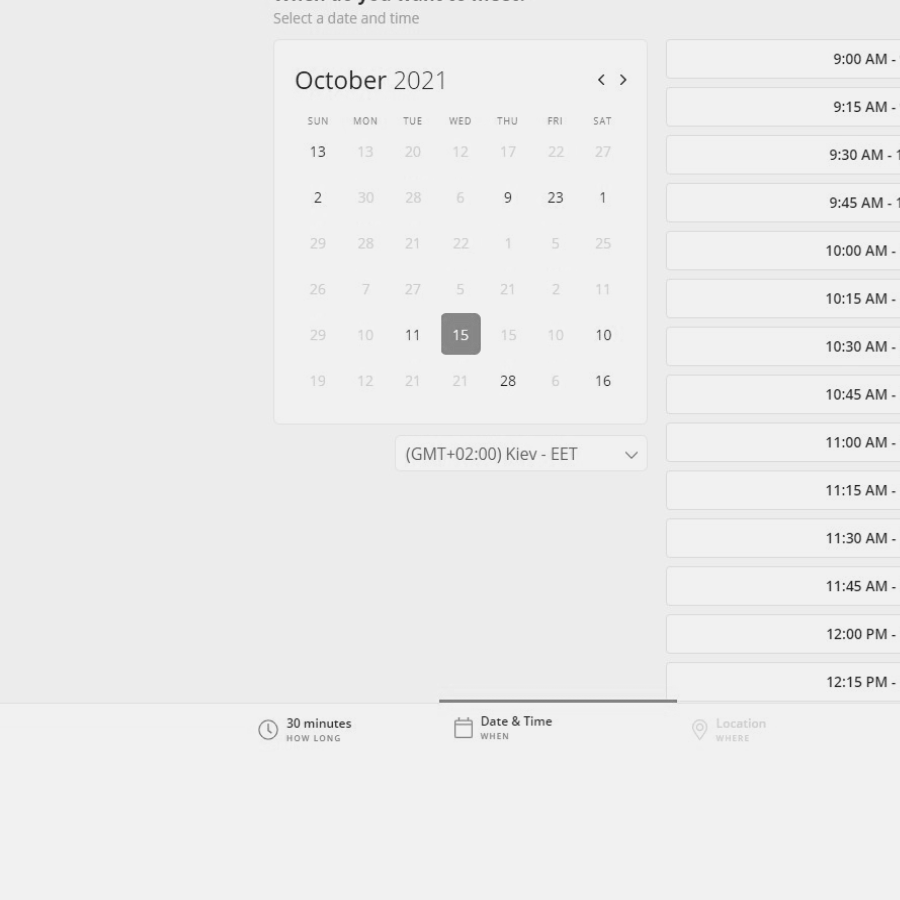 Select a date and time
October 2021
SUN MON TUE WED THU FRI SAT
13 13 20 12 17 22 27
2 30 28 6 9 23 1
29 28 21 22 1 5 25
26 7 27 5 21 2 11
29 10 11 15 15 10 10
19 12 21 21 28 6 16
(GMT+02:00) Kiev - EET
9:00 AM -
9:15 AM -
9:30 AM - 1
9:45 AM - 1
10:00 AM -
10:15 AM -
10:30 AM -
10:45 AM -
11:00 AM -
11:15 AM -
11:30 AM -
11:45 AM -
12:00 PM -
12:15 PM -
30 minutes
HOW LONG
Date & Time
WHEN
Location
WHERE